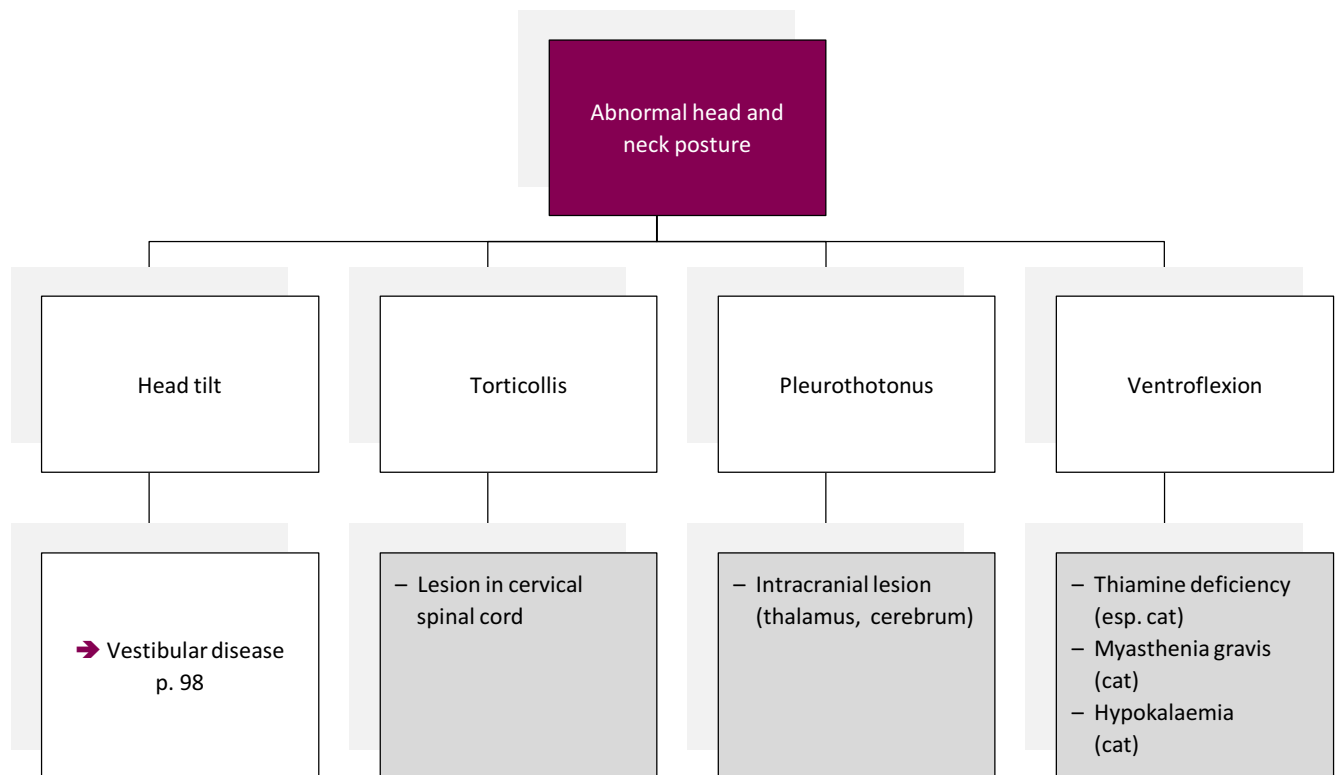 Abnormal head and
neck posture
Head tilt
Torticollis
Pleurothotonus
Ventroflexion
➔ Vestibular disease
p. 98
– Lesion in cervical
spinal cord
– Intracranial lesion
(thalamus, cerebrum)
– Thiamine deficiency
(esp. cat)
– Myasthenia gravis
(cat)
– Hypokalaemia
(cat)